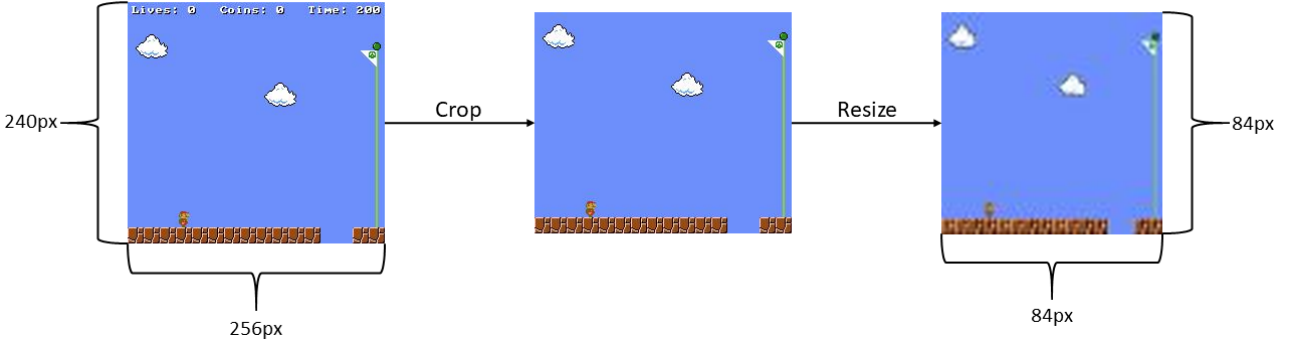 Lives: 0 Coins: 0 Time: 200
240px
Crop
Resize
84px
256px
84px